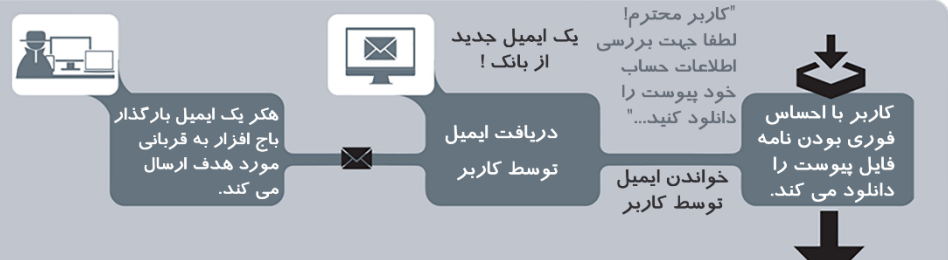 هکر یک ایمیل بارگذار
باج افزار به قربانی
مورد هدف ارسال
می کند.
یک ایمیل جدید
از بانک !
دریافت ایمیل
توسط کاربر
"کاربر محترم!
لطفا جهت بررسی
اطلاعات حساب
خود پیوست را
دانلود کنید..."
خواندن ایمیل
توسط کاربر
کاربر با احساس
فوری بودن نامه
فایل پیوست را
دانلود می کند.